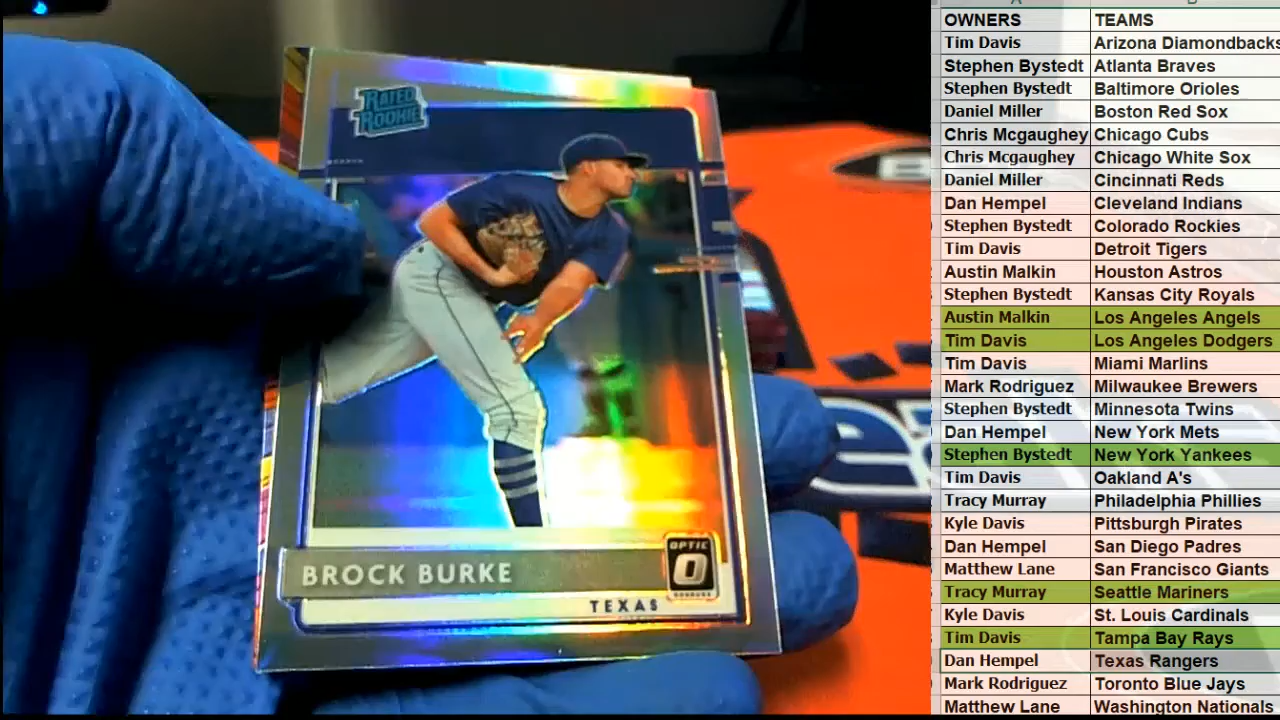 RATED
ROOKIE
BROCK BURKE
OPTIC
DONRUSS
TEXAS
OWNERS TEAMS
Tim Davis Arizona Diamondbacks
Stephen Bystedt Atlanta Braves
Stephen Bystedt Baltimore Orioles
Daniel Miller Boston Red Sox
Chris Mcgaughey Chicago Cubs
Chris Mcgaughey Chicago White Sox
Daniel Miller Cincinnati Reds
Dan Hempel Cleveland Indians
Stephen Bystedt Colorado Rockies
Tim Davis Detroit Tigers
Austin Malkin Houston Astros
Stephen Bystedt Kansas City Royals
Austin Malkin Los Angeles Angels
Tim Davis Los Angeles Dodgers
Tim Davis Miami Marlins
Mark Rodriguez Milwaukee Brewers
Stephen Bystedt Minnesota Twins
Dan Hempel New York Mets
Stephen Bystedt New York Yankees
Tim Davis Oakland A's
Tracy Murray Philadelphia Phillies
Kyle Davis Pittsburgh Pirates
Dan Hempel San Diego Padres
Matthew Lane San Francisco Giants
Tracy Murray Seattle Mariners
Kyle Davis St. Louis Cardinals
Tim Davis Tampa Bay Rays
Dan Hempel Texas Rangers
Mark Rodriguez Toronto Blue Jays
Matthew Lane Washington Nationals